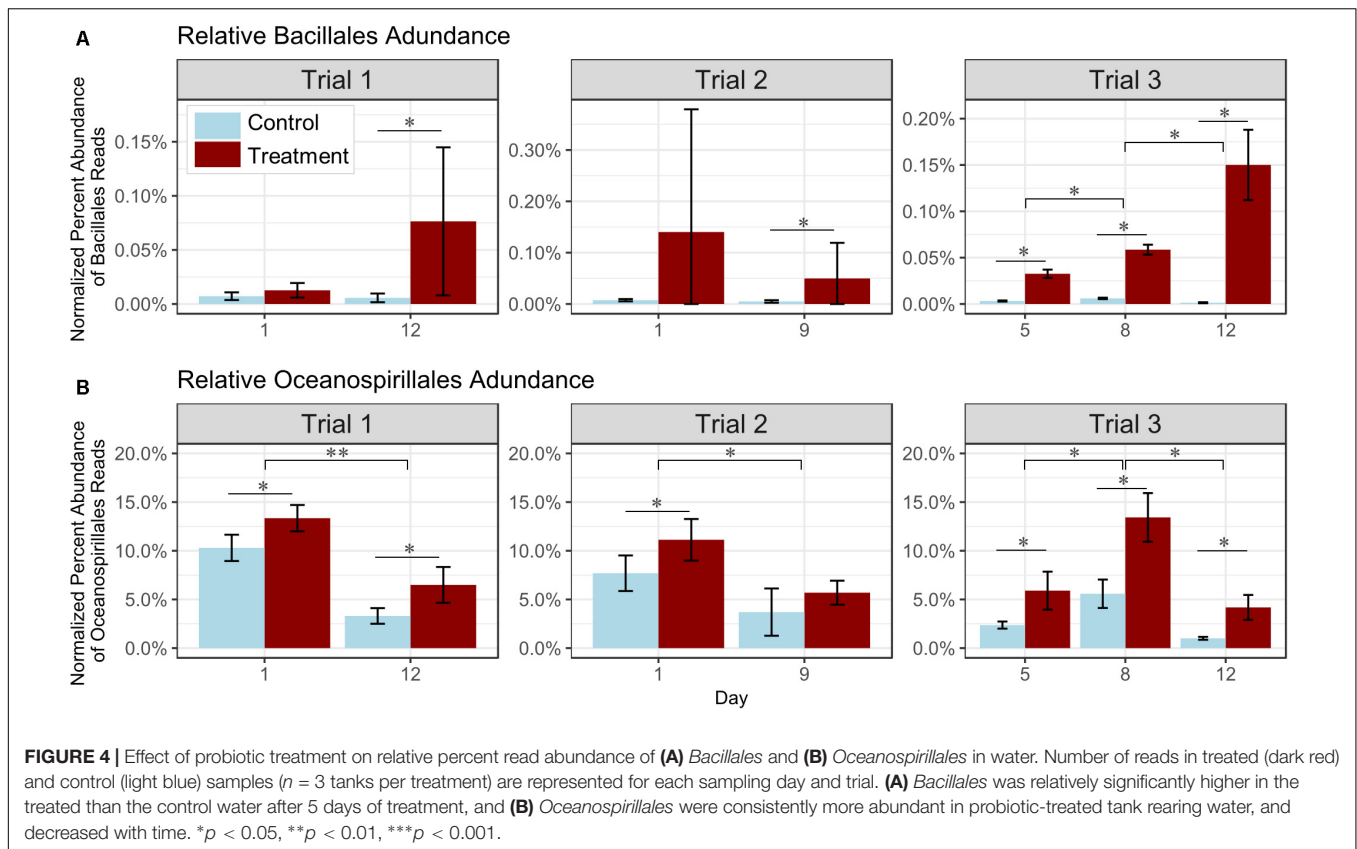 A
Relative Bacillales Adundance
Normalized Percent Abundance
of Bacillales Reads
Trial 1
Trial 2
Trial 3
Control
Treatment
0.15%
0.10%
0.05%
0.00%
*
1
12
0.30%
0.20%
0.10%
0.00%
*
1
9
0.20%
0.15%
0.10%
0.05%
0.00%
*
*
*
*
*
5
8
12
B
Relative Oceanospirillales Adundance
Normalized Percent Abundance
of Oceanospirillales Reads
Trial 1
Trial 2
Trial 3
20.0%
15.0%
10.0%
5.0%
0.0%
**
*
*
1
12
20.0%
15.0%
10.0%
5.0%
0.0%
*
*
1
9
20.0%
15.0%
10.0%
5.0%
0.0%
*
*
*
*
*
5
8
12
Day
FIGURE 4 | Effect of probiotic treatment on relative percent read abundance of (A) Bacillales and (B) Oceanospirillales in water. Number of reads in treated (dark red)
and control (light blue) samples (n = 3 tanks per treatment) are represented for each sampling day and trial. (A) Bacillales was relatively significantly higher in the
treated than the control water after 5 days of treatment, and (B) Oceanospirillales were consistently more abundant in probiotic-treated tank rearing water, and
decreased with time. *p < 0.05, **p < 0.01, ***p < 0.001.